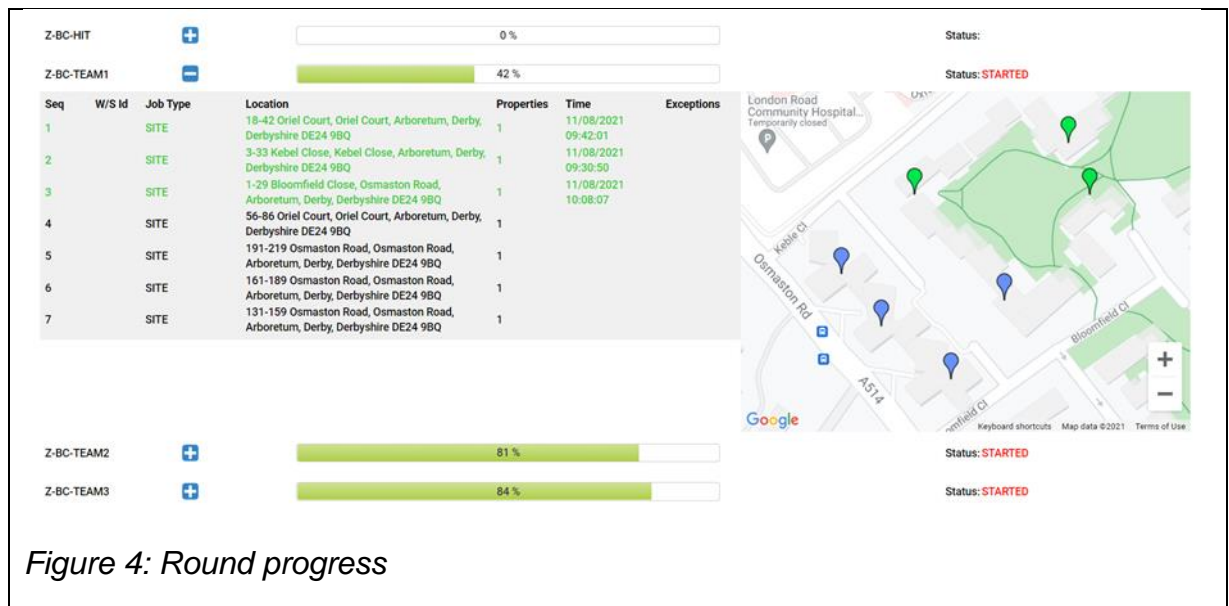 Z-BC-HIT 0 % Status:
Z-BC-TEAM1 42 % Status: STARTED
Seq W/S Id Job Type Location Properties Time Exceptions
1 SITE 18-42 Oriel Court, Oriel Court, Arboretum, Derby, Derbyshire DE24 9BQ 1 11/08/2021 09:42:01
2 SITE 3-33 Kebel Close, Kebel Close, Arboretum, Derby, Derbyshire DE24 9BQ 1 11/08/2021 09:30:50
3 SITE 1-29 Bloomfield Close, Osmaston Road, Arboretum, Derby, Derbyshire DE24 9BQ 1 11/08/2021 10:08:07
4 SITE 56-86 Oriel Court, Oriel Court, Arboretum, Derby, Derbyshire DE24 9BQ 1
5 SITE 191-219 Osmaston Road, Osmaston Road, Arboretum, Derby, Derbyshire DE24 9BQ 1
6 SITE 161-189 Osmaston Road, Osmaston Road, Arboretum, Derby, Derbyshire DE24 9BQ 1
7 SITE 131-159 Osmaston Road, Osmaston Road, Arboretum, Derby, Derbyshire DE24 9BQ 1
London Road
Community Hospital...
Temporarily closed
P
Keble Cl
Osmaston Rd
Bloomfield Cl
A514
omfield Cl
+
−
Google
Keyboard shortcuts Map data ©2021 Terms of Use
Z-BC-TEAM2 81 % Status: STARTED
Z-BC-TEAM3 84 % Status: STARTED
Figure 4: Round progress